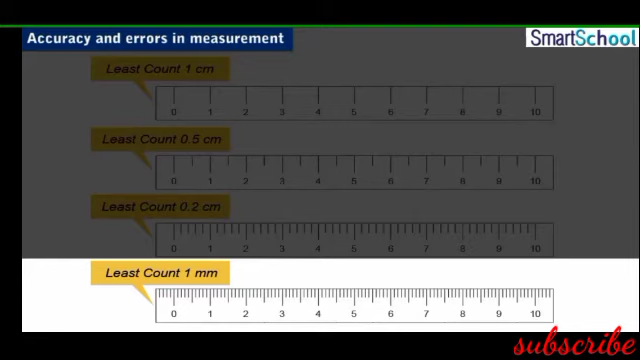 Accuracy and errors in measurement
SmartSchool
Least Count 1 cm
0 1 2 3 4 5 6 7 8 9 10
Least Count 0.5 cm
0 1 2 3 4 5 6 7 8 9 10
Least Count 0.2 cm
0 1 2 3 4 5 6 7 8 9 10
Least Count 1 mm
0 1 2 3 4 5 6 7 8 9 10
subscribe